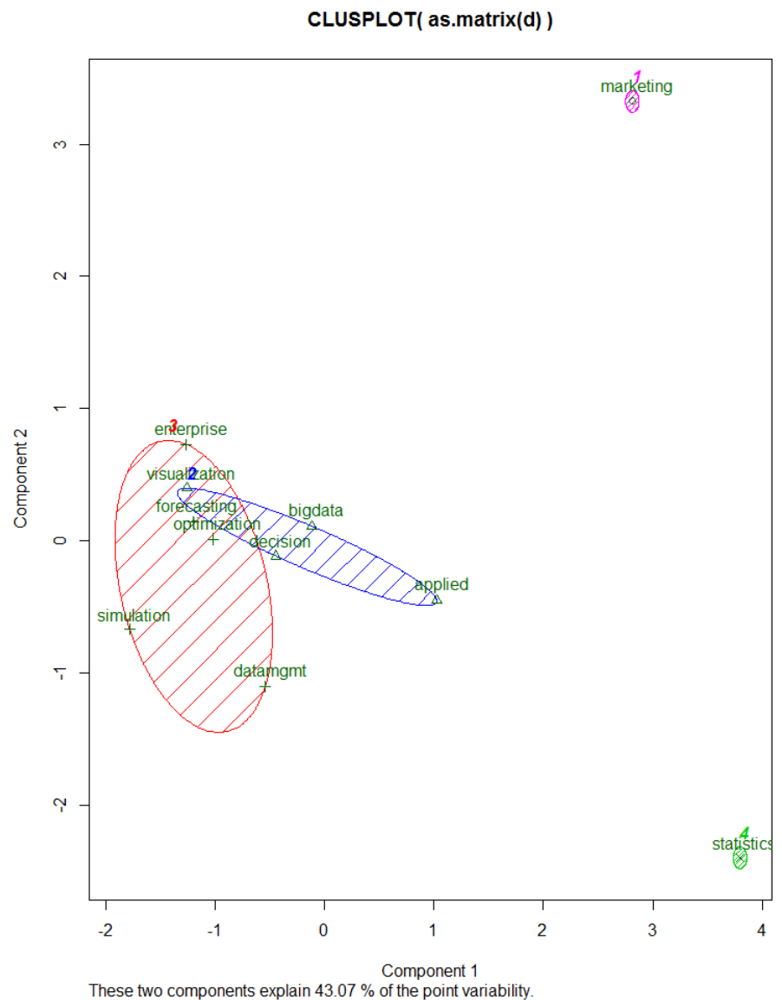 CLUSPLOT( as.matrix(d) )
1
marketing
3
2
1
3
enterprise
2
visualization
forecasting
bigdata
optimization
decision
0
applied
simulation
datamgmt
-1
-2
4
statistics
Component 2
-2 -1 0 1 2 3 4
Component 1
These two components explain 43.07 % of the point variability.